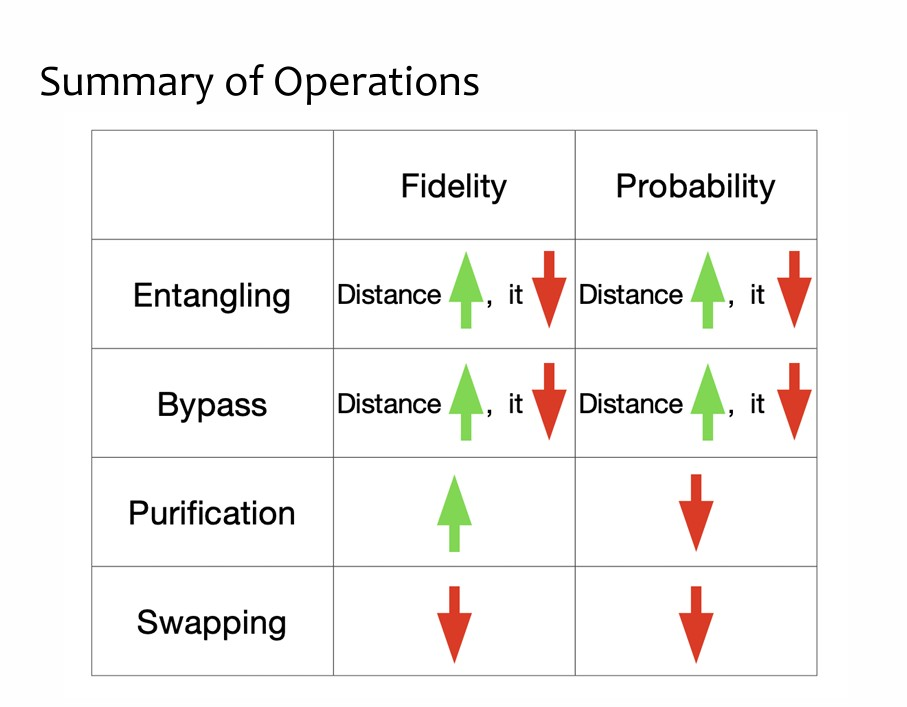 Summary of Operations
Fidelity Probability
Entangling Distance , it Distance , it
Bypass Distance , it Distance , it
Purification
Swapping